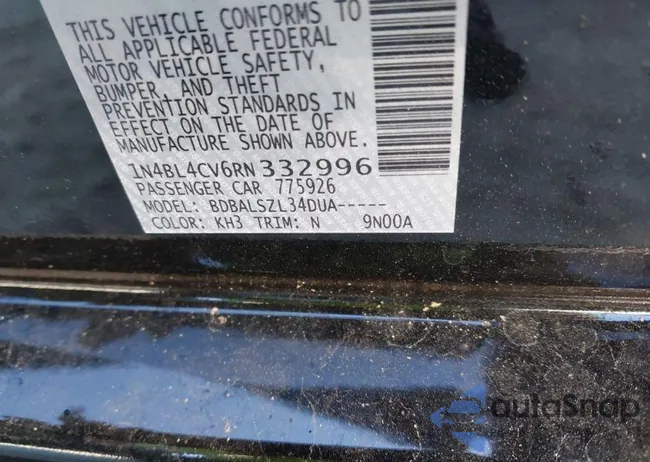 THIS VEHICLE CONFORMS TO
ALL APPLICABLE FEDERAL
MOTOR VEHICLE SAFETY,
BUMPER, AND THEFT
PREVENTION STANDARDS IN
EFFECT ON THE DATE OF
MANUFACTURE SHOWN ABOVE.
1N4BL4CV6RN332996
PASSENGER CAR 775926
MODEL: BDBALSZL34DUA-----
COLOR: KH3 TRIM: N 9N00A
autoSnap